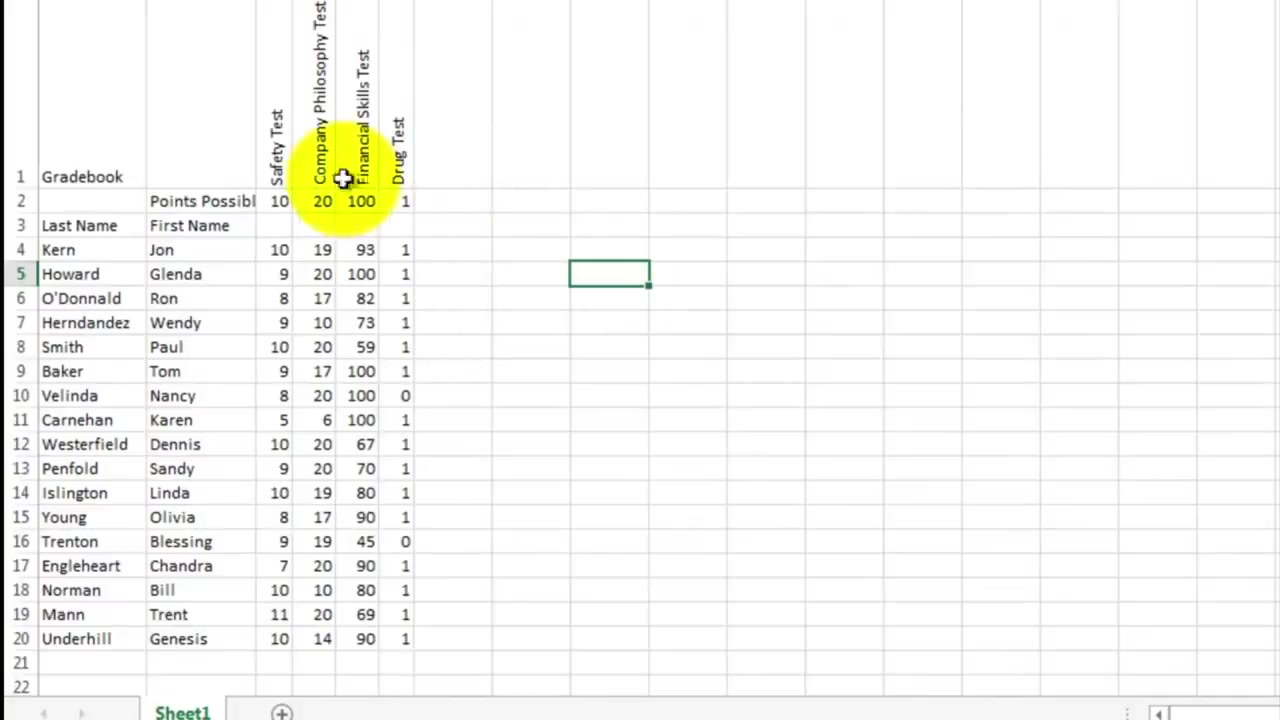 Safety Test
Company Philosophy Test
Financial Skills Test
Drug Test
1 Gradebook
2 Points Possibl 10 20 100 1
3 Last Name First Name
4 Kern Jon 10 19 93 1
5 Howard Glenda 9 20 100 1
6 O'Donnald Ron 8 17 82 1
7 Herndandez Wendy 9 10 73 1
8 Smith Paul 10 20 59 1
9 Baker Tom 9 17 100 1
10 Velinda Nancy 8 20 100 0
11 Carnehan Karen 5 6 100 1
12 Westerfield Dennis 10 20 67 1
13 Penfold Sandy 9 20 70 1
14 Islington Linda 10 19 80 1
15 Young Olivia 8 17 90 1
16 Trenton Blessing 9 19 45 0
17 Engleheart Chandra 7 20 90 1
18 Norman Bill 10 10 80 1
19 Mann Trent 11 20 69 1
20 Underhill Genesis 10 14 90 1
21
22
Sheet1